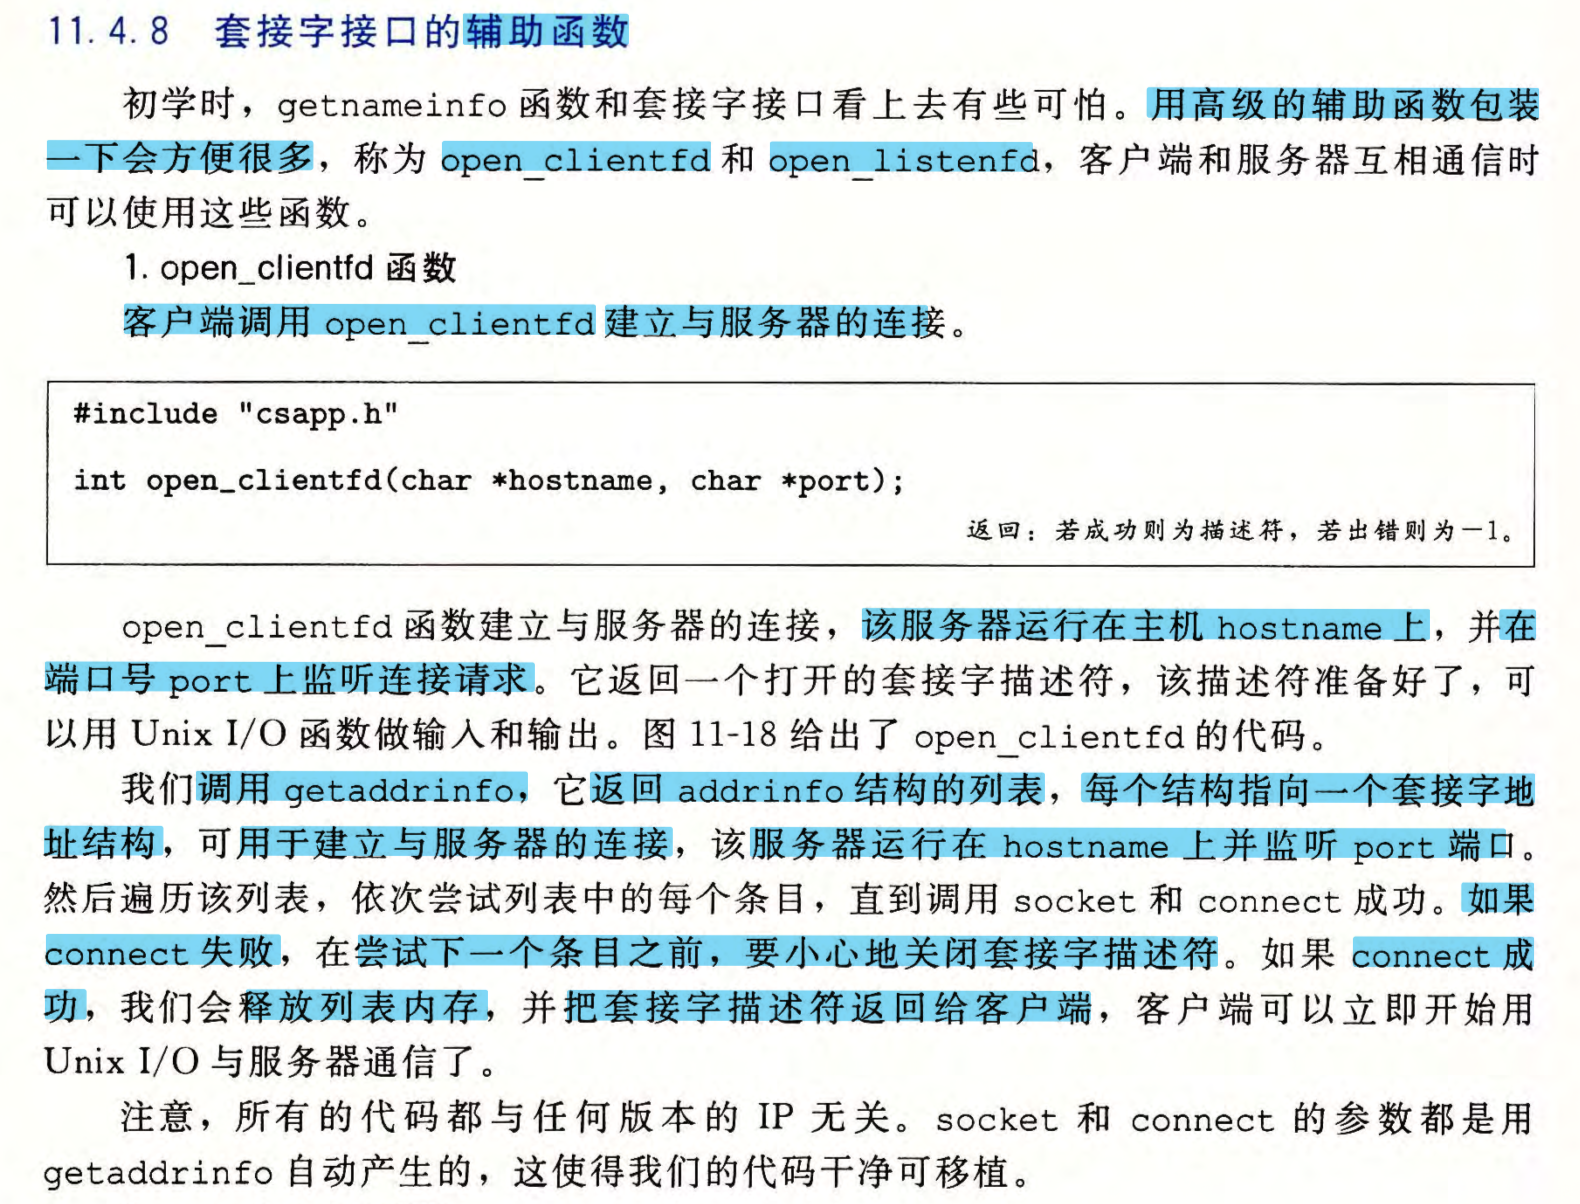 11.4.8 套接字接口的辅助函数
初学时，getnameinfo 函数和套接字接口看上去有些可怕。用高级的辅助函数包装
一下会方便很多，称为 open_clientfd 和 open_listenfd，客户端和服务器互相通信时
可以使用这些函数。
1. open_clientfd 函数
客户端调用 open_clientfd 建立与服务器的连接。
#include "csapp.h"
int open_clientfd(char *hostname, char *port);
返回：若成功则为描述符，若出错则为－1。
open_clientfd 函数建立与服务器的连接，该服务器运行在主机 hostname 上，并在
端口号 port 上监听连接请求。它返回一个打开的套接字描述符，该描述符准备好了，可
以用 Unix I/O 函数做输入和输出。图 11-18 给出了 open_clientfd 的代码。
我们调用 getaddrinfo，它返回 addrinfo 结构的列表，每个结构指向一个套接字地
址结构，可用于建立与服务器的连接，该服务器运行在 hostname 上并监听 port 端口。
然后遍历该列表，依次尝试列表中的每个条目，直到调用 socket 和 connect 成功。如果
connect 失败，在尝试下一个条目之前，要小心地关闭套接字描述符。如果 connect 成
功，我们会释放列表内存，并把套接字描述符返回给客户端，客户端可以立即开始用
Unix I/O 与服务器通信了。
注意，所有的代码都与任何版本的 IP 无关。socket 和 connect 的参数都是用
getaddrinfo 自动产生的，这使得我们的代码干净可移植。